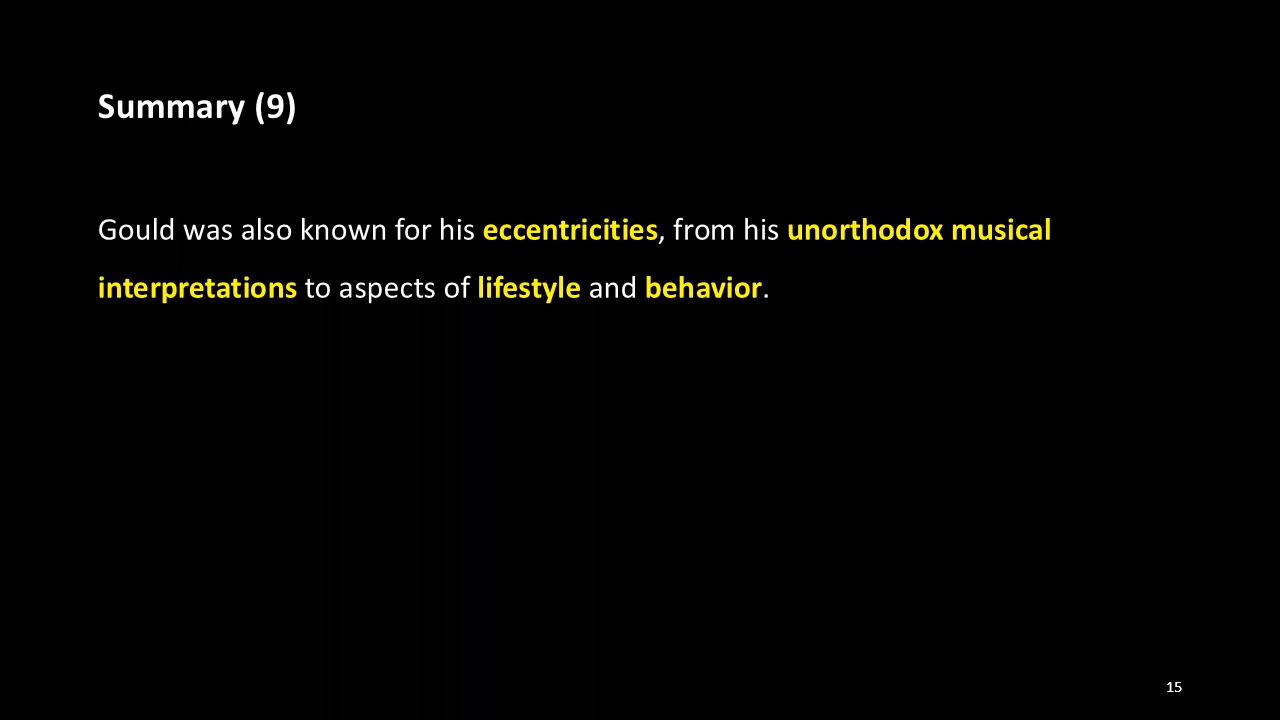 Summary (9)
Gould was also known for his eccentricities, from his unorthodox musical
interpretations to aspects of lifestyle and behavior.
15